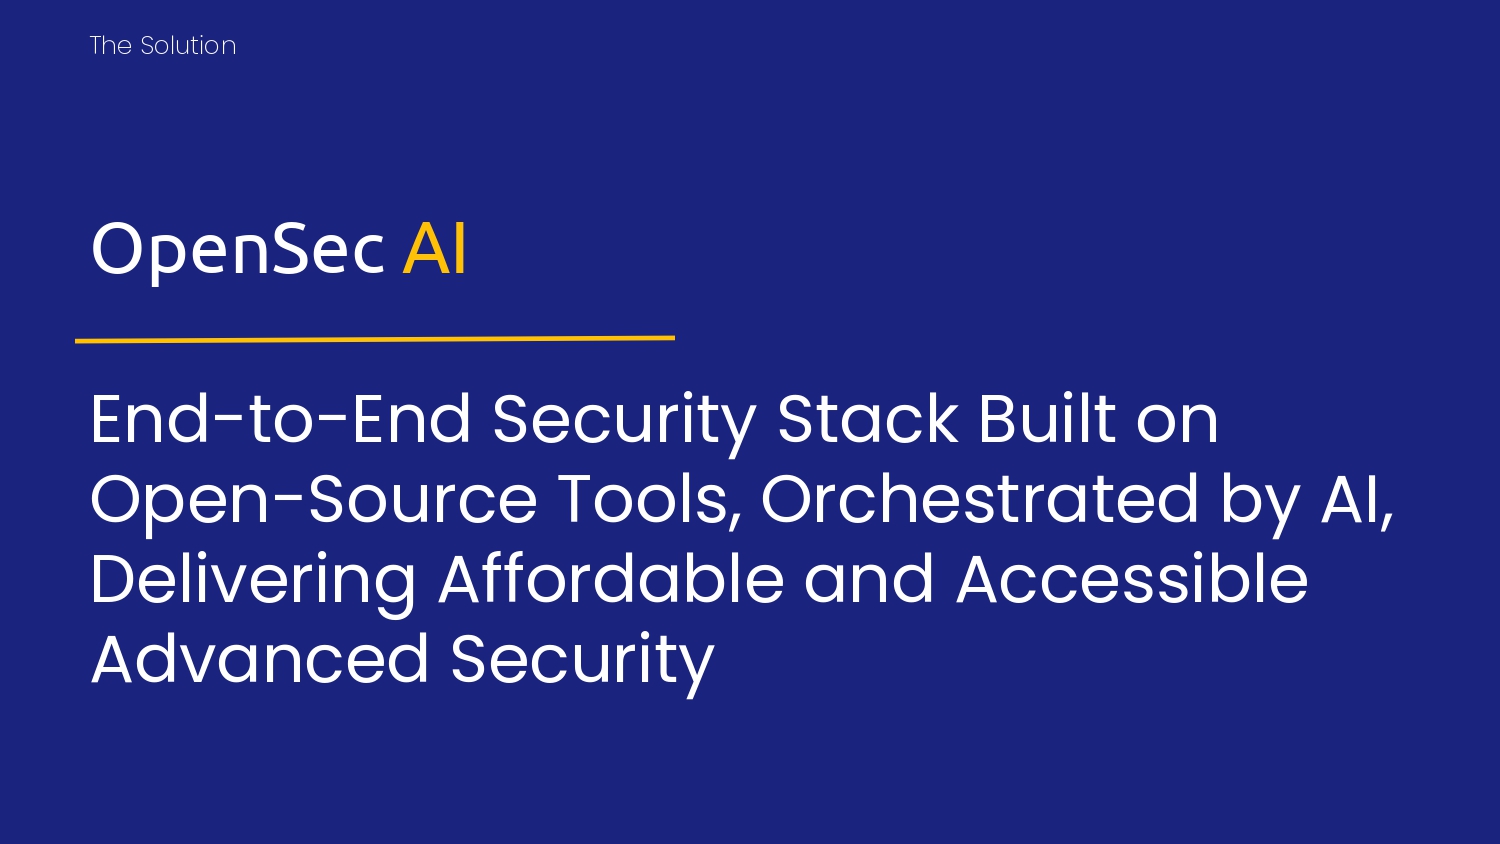 The Solution
OpenSec AI
End-to-End Security Stack Built on
Open-Source Tools, Orchestrated by AI,
Delivering Affordable and Accessible
Advanced Security